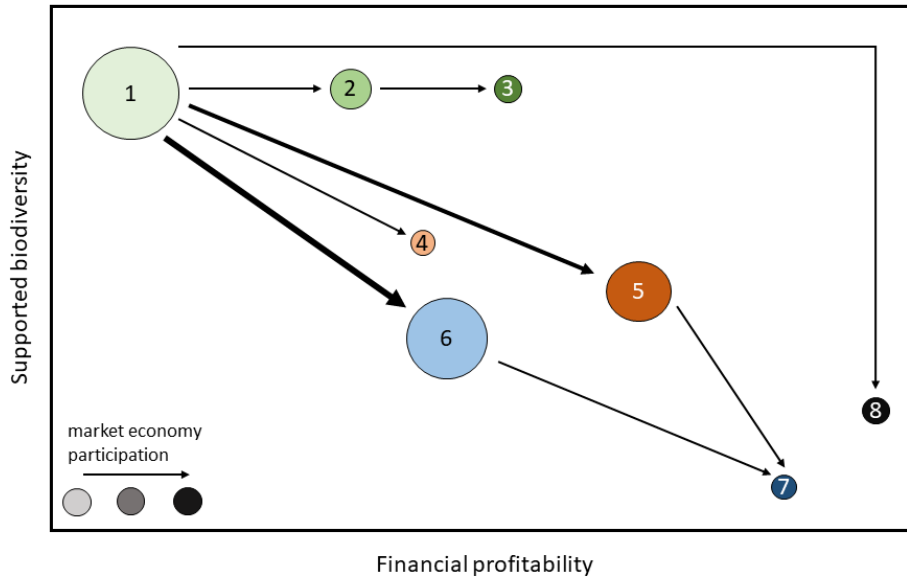 1
2
3
4
5
6
7
8
market economy
participation
Supported biodiversity
Financial profitability